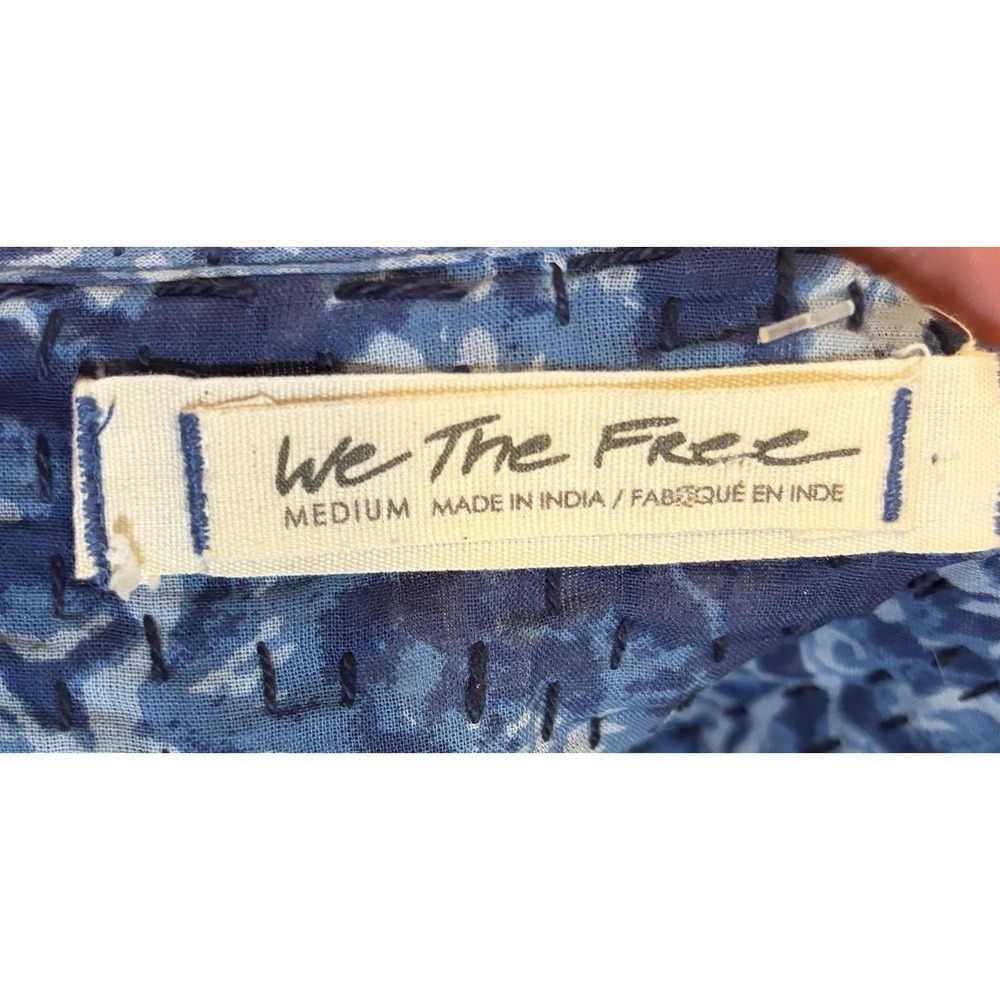 We The Free
MEDIUM MADE IN INDIA / FABRIQUÉ EN INDE